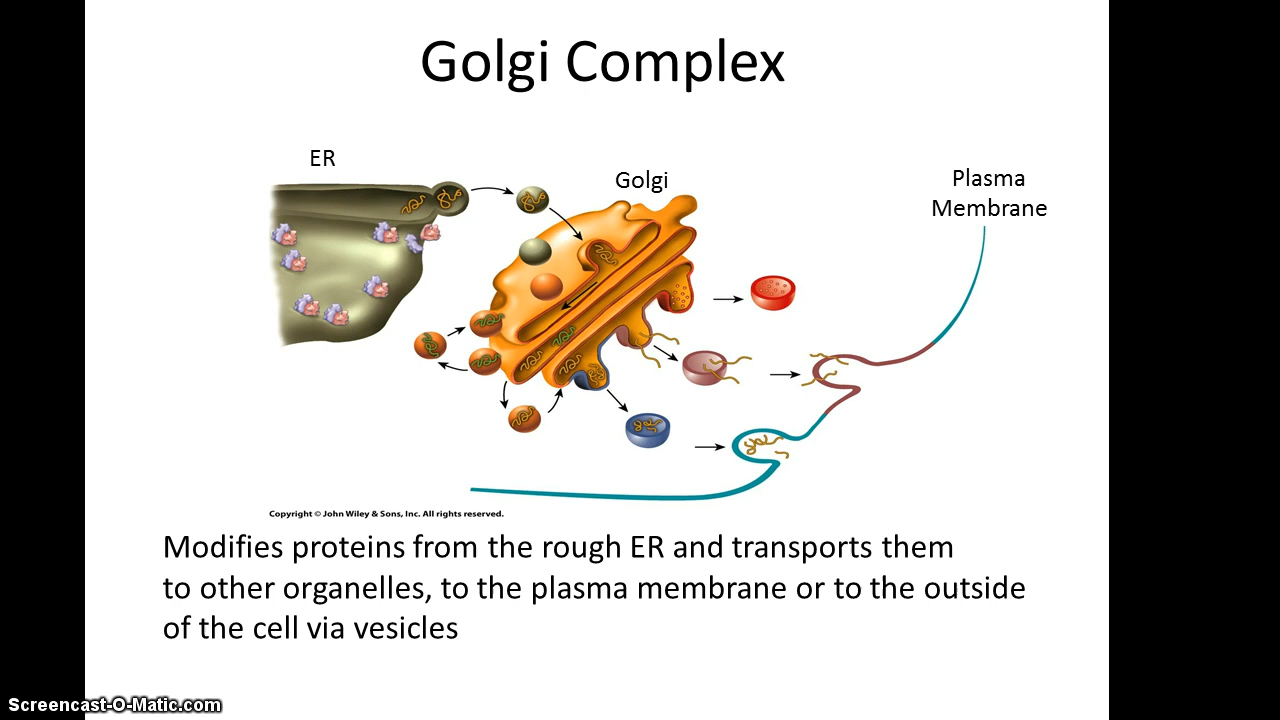 Golgi Complex
ER
Golgi
Plasma
Membrane
Copyright © John Wiley & Sons, Inc. All rights reserved.
Modifies proteins from the rough ER and transports them
to other organelles, to the plasma membrane or to the outside
of the cell via vesicles
Screencast-O-Matic.com